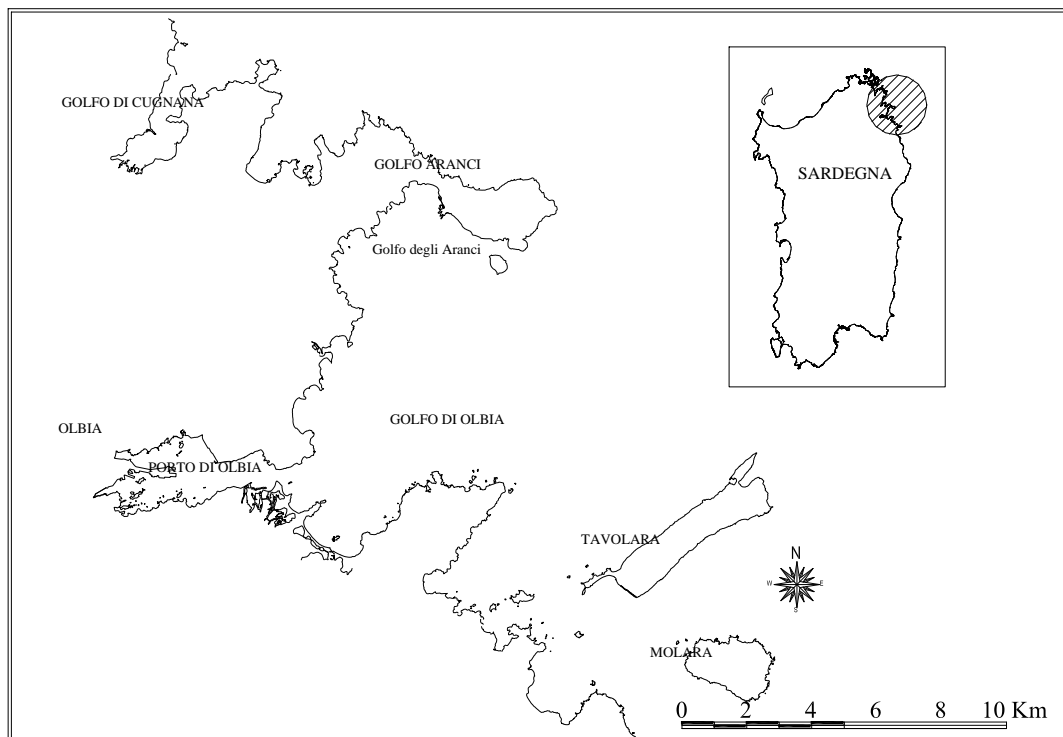 GOLFO DI CUGNANA
GOLFO ARANCI
SARDEGNA
Golfo degli Aranci
GOLFO DI OLBIA
OLBIA
PORTO DI OLBIA
TAVOLARA
N
W E
S
MOLARA
0 2 4 6 8 10 Km